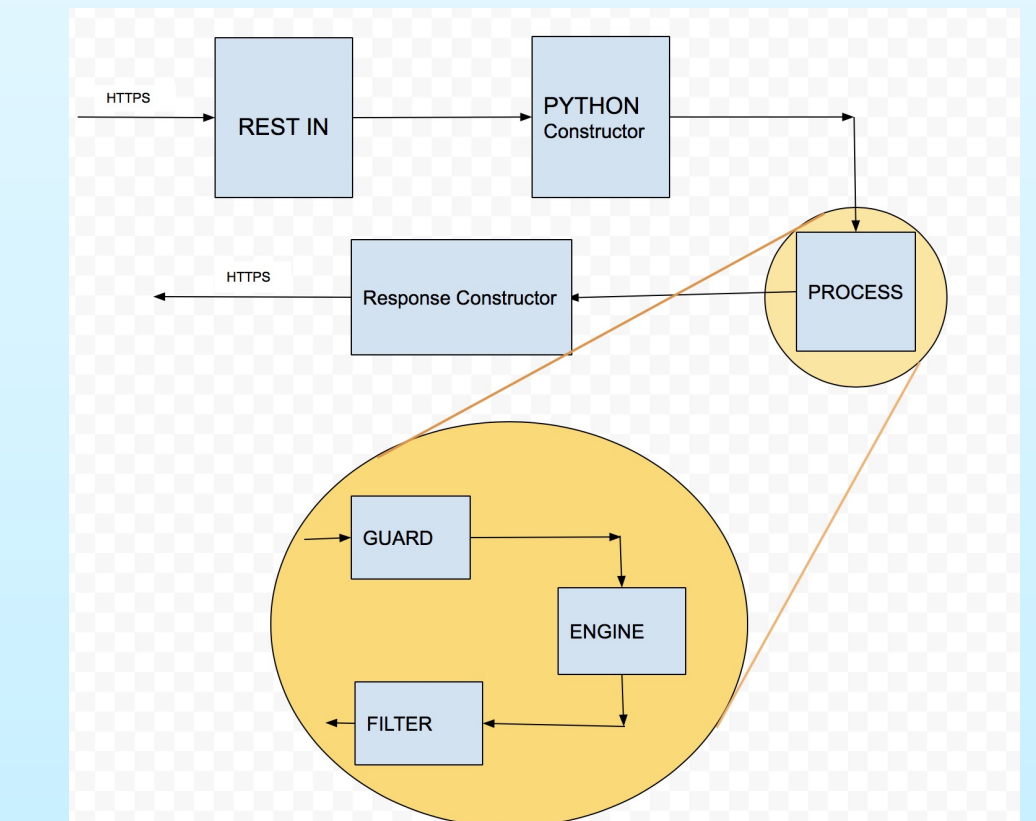 HTTPS
REST IN
PYTHON
Constructor
HTTPS
Response Constructor
PROCESS
GUARD
ENGINE
FILTER